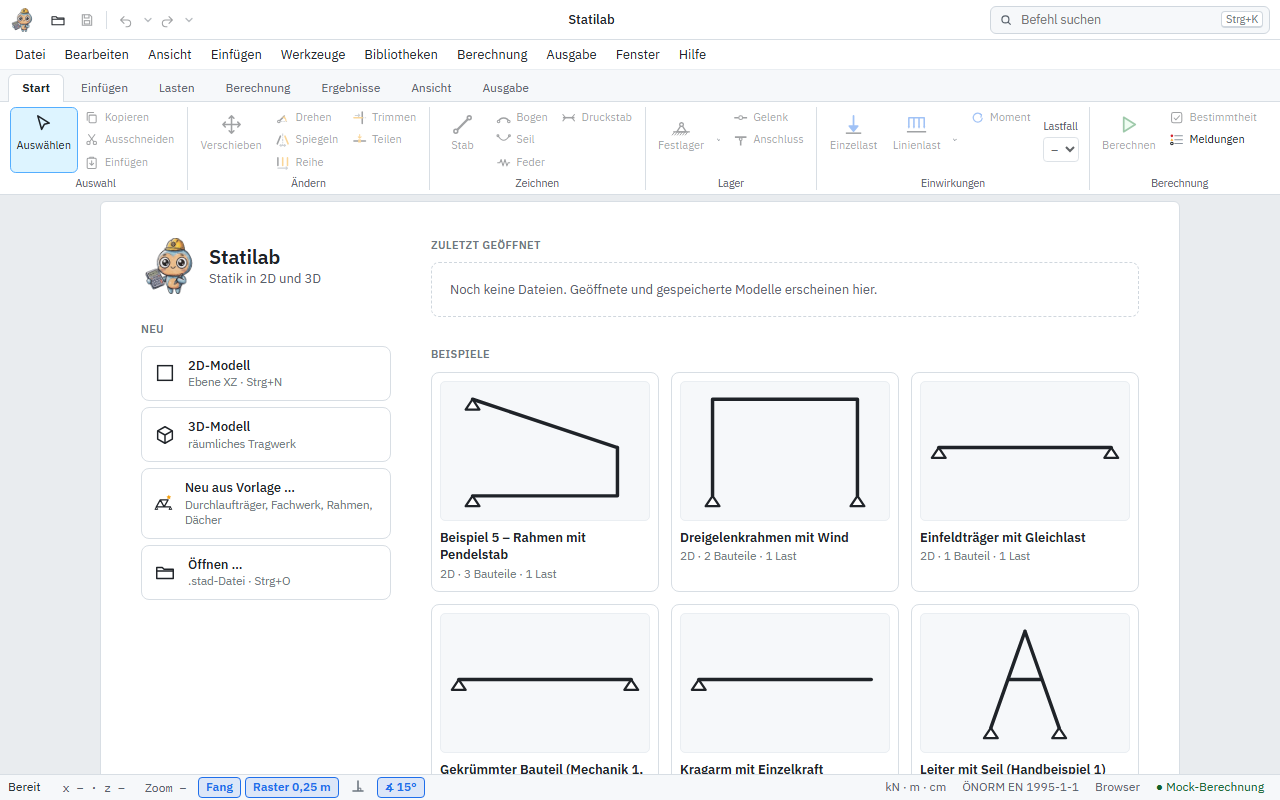 Statilab
Befehl suchen
Strg+K
Datei Bearbeiten Ansicht Einfügen Werkzeuge Bibliotheken Berechnung Ausgabe Fenster Hilfe
Start Einfügen Lasten Berechnung Ergebnisse Ansicht Ausgabe
Auswählen
Kopieren
Ausschneiden
Einfügen
Auswahl
Verschieben
Drehen
Spiegeln
Reihe
Trimmen
Teilen
Ändern
Stab
Bogen
Seil
Feder
Druckstab
Zeichnen
Festlager
Gelenk
Anschluss
Lager
Einzellast
Linienlast
Moment
Lastfall
–
Einwirkungen
Berechnen
Bestimmtheit
Meldungen
Berechnung
Statilab
Statik in 2D und 3D
NEU
2D-Modell
Ebene XZ · Strg+N
3D-Modell
räumliches Tragwerk
Neu aus Vorlage ...
Durchlaufträger, Fachwerk, Rahmen,
Dächer
Öffnen ...
.stad-Datei · Strg+O
ZULETZT GEÖFFNET
Noch keine Dateien. Geöffnete und gespeicherte Modelle erscheinen hier.
BEISPIELE
Beispiel 5 – Rahmen mit
Pendelstab
2D · 3 Bauteile · 1 Last
Dreigelenkrahmen mit Wind
2D · 2 Bauteile · 1 Last
Einfeldträger mit Gleichlast
2D · 1 Bauteil · 1 Last
Gekrümmter Bauteil (Mechanik 1,
Kragarm mit Einzelkraft
Leiter mit Seil (Handbeispiel 1)
Bereit x – · z – Zoom – Fang Raster 0,25 m ∡ 15° kN · m · cm ÖNORM EN 1995-1-1 Browser ● Mock-Berechnung